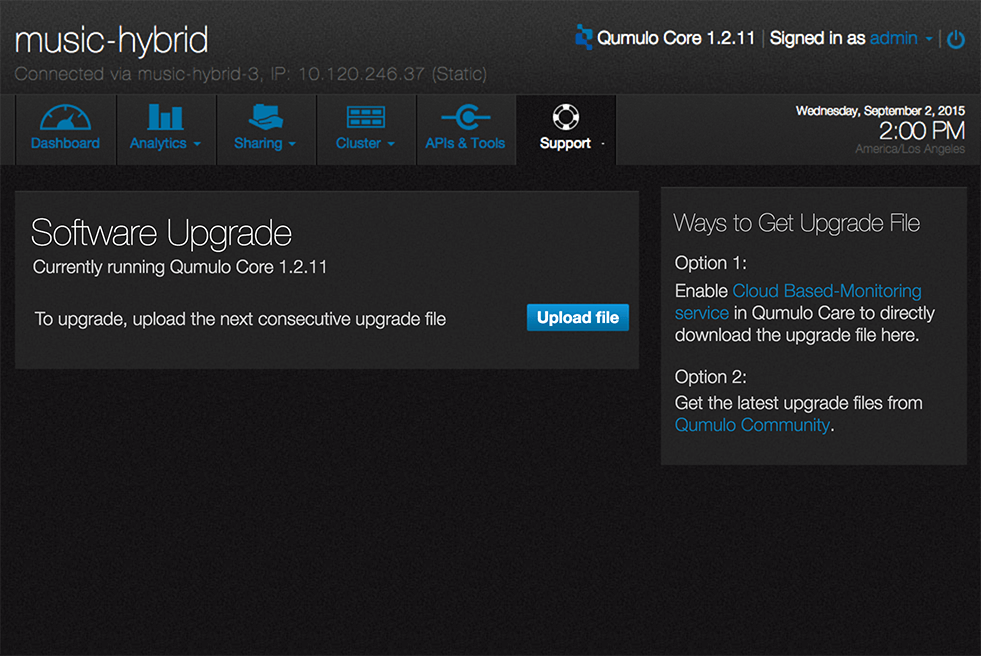 music-hybrid
Qumulo Core 1.2.11 | Signed in as admin
Connected via music-hybrid-3, IP: 10.120.246.37 (Static)
Dashboard
Analytics
Sharing
Cluster
APIs & Tools
Support
Wednesday, September 2, 2015
2:00 PM
America/Los Angeles
Software Upgrade
Currently running Qumulo Core 1.2.11
To upgrade, upload the next consecutive upgrade file
Upload file
Ways to Get Upgrade File
Option 1:
Enable Cloud Based-Monitoring
service in Qumulo Care to directly
download the upgrade file here.
Option 2:
Get the latest upgrade files from
Qumulo Community.